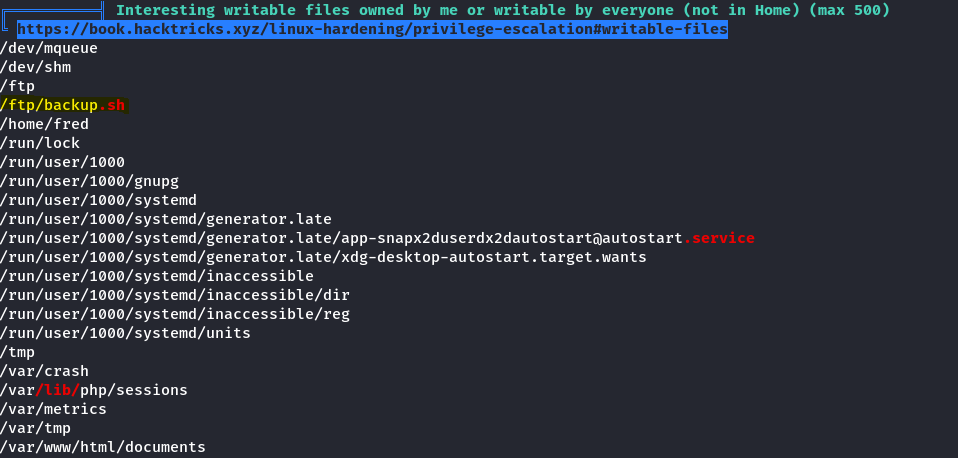 Interesting writable files owned by me or writable by everyone (not in Home) (max 500)
https://book.hacktricks.xyz/linux-hardening/privilege-escalation#writable-files
/dev/mqueue
/dev/shm
/ftp
/ftp/backup.sh
/home/fred
/run/lock
/run/user/1000
/run/user/1000/gnupg
/run/user/1000/systemd
/run/user/1000/systemd/generator.late
/run/user/1000/systemd/generator.late/app-snapx2duserdx2dautostart@autostart.service
/run/user/1000/systemd/generator.late/xdg-desktop-autostart.target.wants
/run/user/1000/systemd/inaccessible
/run/user/1000/systemd/inaccessible/dir
/run/user/1000/systemd/inaccessible/reg
/run/user/1000/systemd/units
/tmp
/var/crash
/var/lib/php/sessions
/var/metrics
/var/tmp
/var/www/html/documents